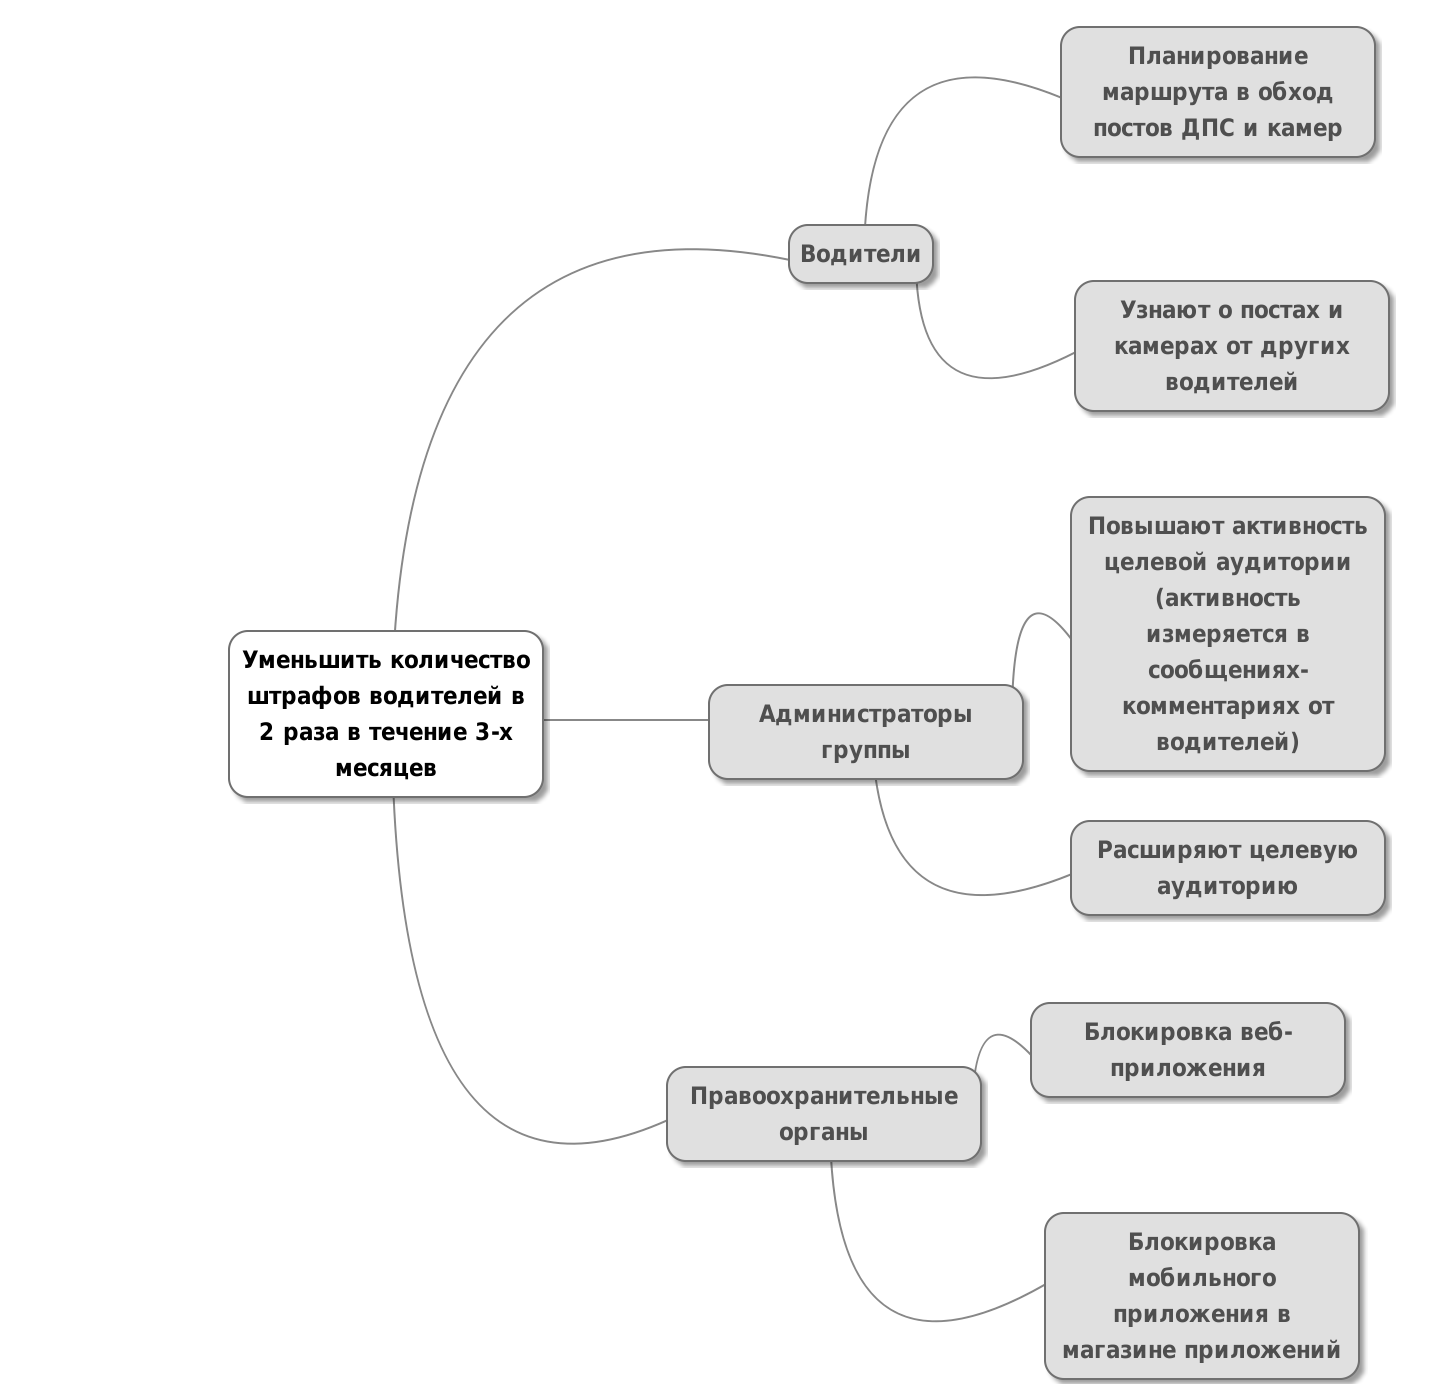 Планирование
маршрута в обход
постов ДПС и камер
Водители
Узнают о постах и
камерах от других
водителей
Повышают активность
целевой аудитории
(активность
измеряется в
сообщениях-
комментариях от
водителей)
Уменьшить количество
штрафов водителей в
2 раза в течение 3-х
месяцев
Администраторы
группы
Расширяют целевую
аудиторию
Блокировка веб-
приложения
Правоохранительные
органы
Блокировка
мобильного
приложения в
магазине приложений